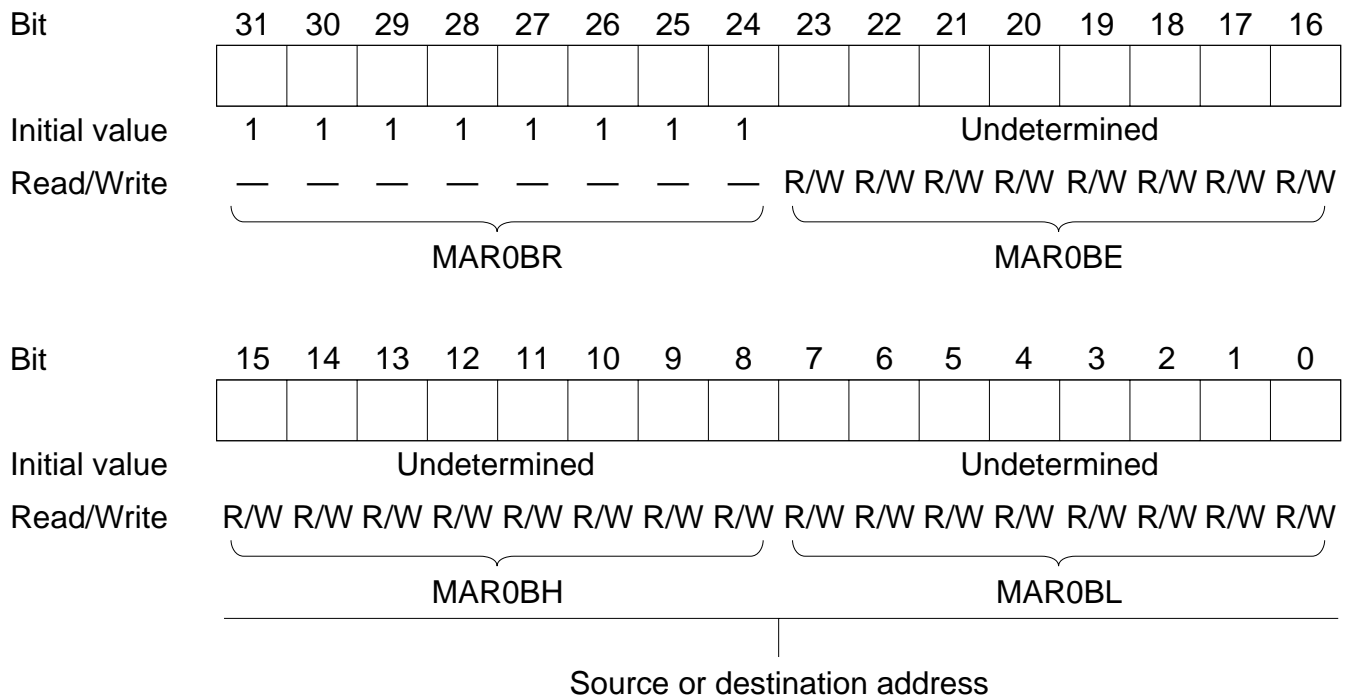 Bit 31 30 29 28 27 26 25 24 23 22 21 20 19 18 17 16
Initial value 1 1 1 1 1 1 1 1 Undetermined
Read/Write — — — — — — — — R/W R/W R/W R/W R/W R/W R/W R/W
MAR0BR MAR0BE
Bit 15 14 13 12 11 10 9 8 7 6 5 4 3 2 1 0
Initial value Undetermined Undetermined
Read/Write R/W R/W R/W R/W R/W R/W R/W R/W R/W R/W R/W R/W R/W R/W R/W R/W
MAR0BH MAR0BL
Source or destination address